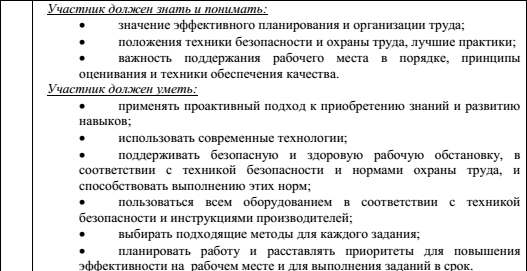 Участник должен знать и понимать:
• значение эффективного планирования и организации труда;
• положения техники безопасности и охраны труда, лучшие практики;
• важность поддержания рабочего места в порядке, принципы
оценивания и техники обеспечения качества.
Участник должен уметь:
• применять проактивный подход к приобретению знаний и развитию
навыков;
• использовать современные технологии;
• поддерживать безопасную и здоровую рабочую обстановку, в
соответствии с техникой безопасности и нормами охраны труда, и
способствовать выполнению этих норм;
• пользоваться всем оборудованием в соответствии с техникой
безопасности и инструкциями производителей;
• выбирать подходящие методы для каждого задания;
• планировать работу и расставлять приоритеты для повышения
эффективности на рабочем месте и для выполнения заданий в срок.